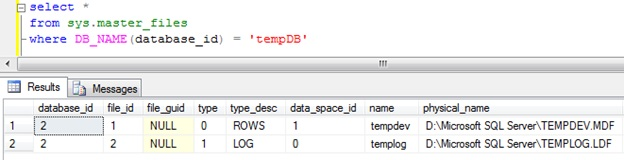 select *
from sys.master_files
where DB_NAME(database_id) = 'tempDB'
Results Messages
database_id file_id file_guid type type_desc data_space_id name physical_name
1 2 1 NULL 0 ROWS 1 tempdev D:\Microsoft SQL Server\TEMPDEV.MDF
2 2 2 NULL 1 LOG 0 templog D:\Microsoft SQL Server\TEMPLOG.LDF